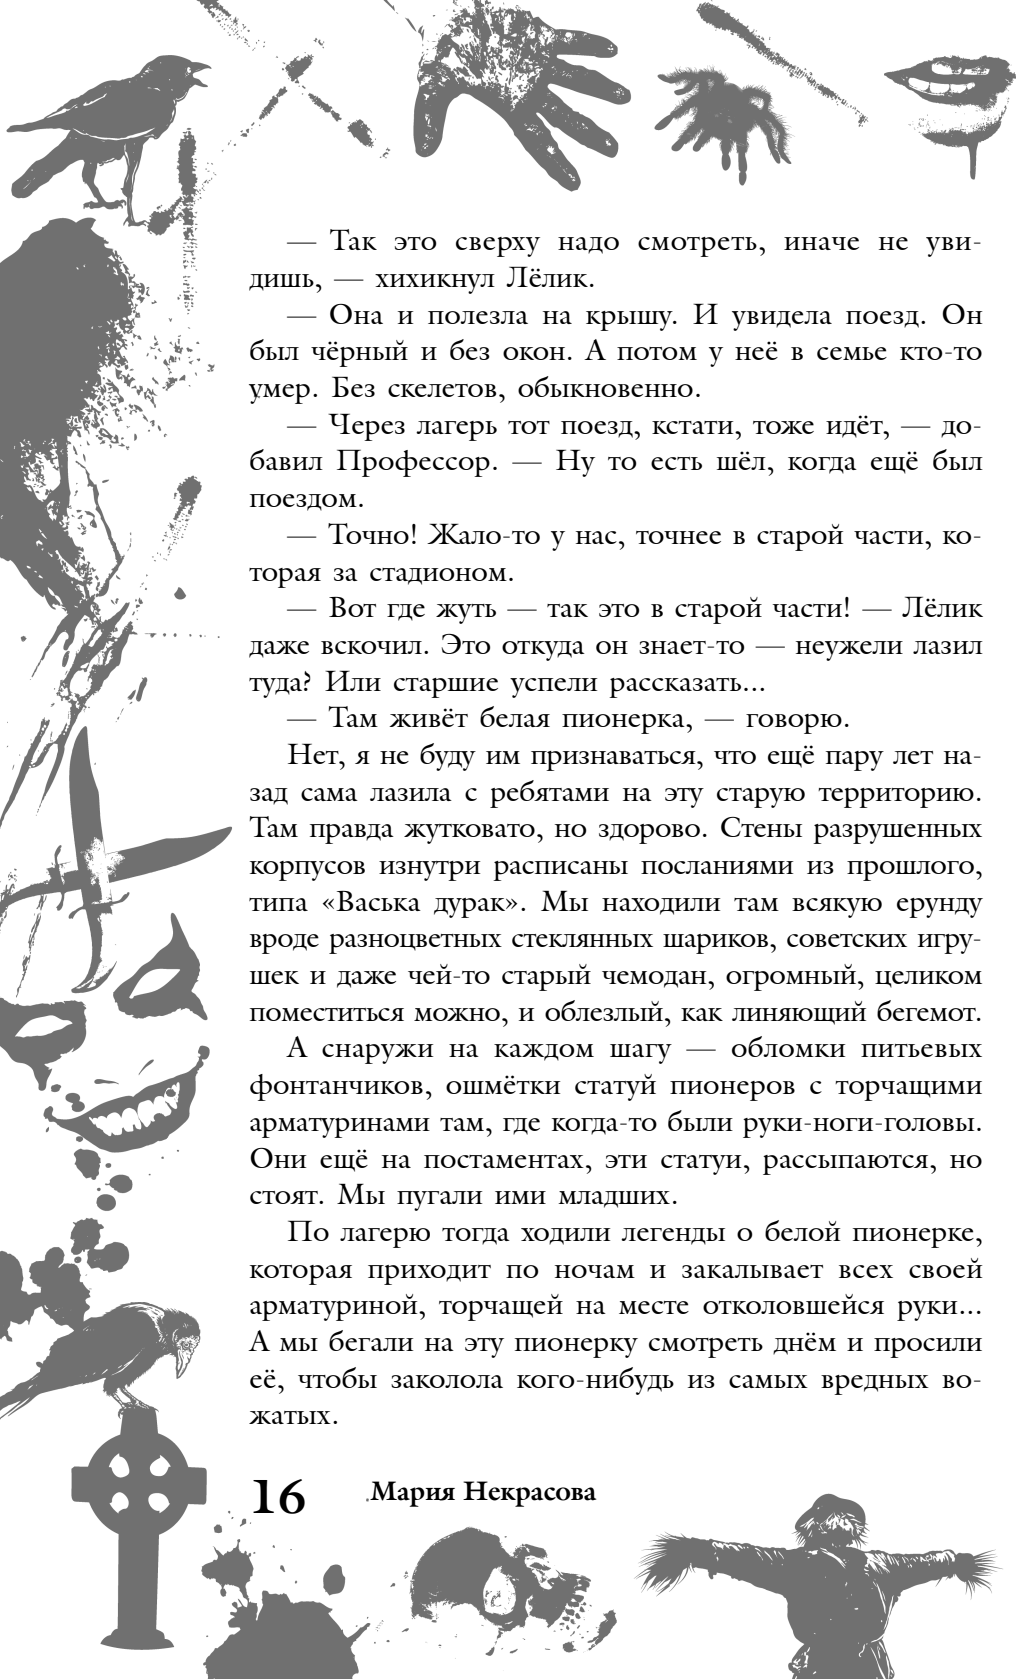 — Так это сверху надо смотреть, иначе не уви-
дишь, — хихикнул Лёлик.
— Она и полезла на крышу. И увидела поезд. Он
был чёрный и без окон. А потом у неё в семье кто-то
умер. Без скелетов, обыкновенно.
— Через лагерь тот поезд, кстати, тоже идёт, — до-
бавил Профессор. — Ну то есть шёл, когда ещё был
поездом.
— Точно! Жало-то у нас, точнее в старой части, ко-
торая за стадионом.
— Вот где жуть — так это в старой части! — Лёлик
даже вскочил. Это откуда он знает-то — неужели лазил
туда? Или старшие успели рассказать...
— Там живёт белая пионерка, — говорю.
Нет, я не буду им признаваться, что ещё пару лет на-
зад сама лазила с ребятами на эту старую территорию.
Там правда жутковато, но здорово. Стены разрушенных
корпусов изнутри расписаны посланиями из прошлого,
типа «Васька дурак». Мы находили там всякую ерунду
вроде разноцветных стеклянных шариков, советских игру-
шек и даже чей-то старый чемодан, огромный, целиком
поместиться можно, и облезлый, как линяющий бегемот.
А снаружи на каждом шагу — обломки питьевых
фонтанчиков, ошмётки статуй пионеров с торчащими
арматуринами там, где когда-то были руки-ноги-головы.
Они ещё на постаментах, эти статуи, рассыпаются, но
стоят. Мы пугали ими младших.
По лагерю тогда ходили легенды о белой пионерке,
которая приходит по ночам и закалывает всех своей
арматуриной, торчащей на месте отколовшейся руки...
А мы бегали на эту пионерку смотреть днём и просили
её, чтобы заколола кого-нибудь из самых вредных во-
жатых.
16 Мария Некрасова